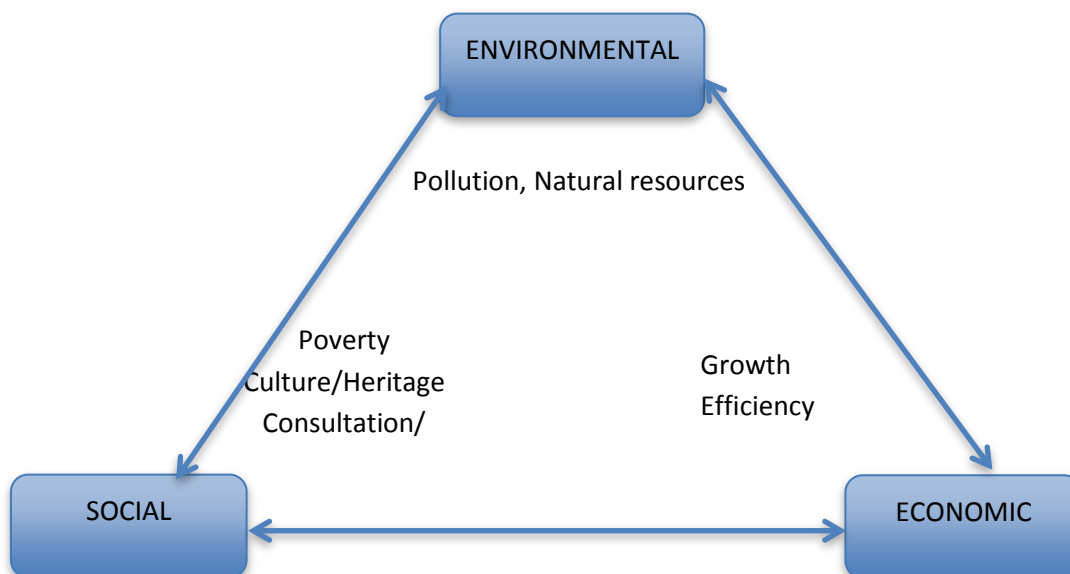 ENVIRONMENTAL
Pollution, Natural resources
Poverty
Culture/Heritage
Consultation/
Growth
Efficiency
SOCIAL
ECONOMIC